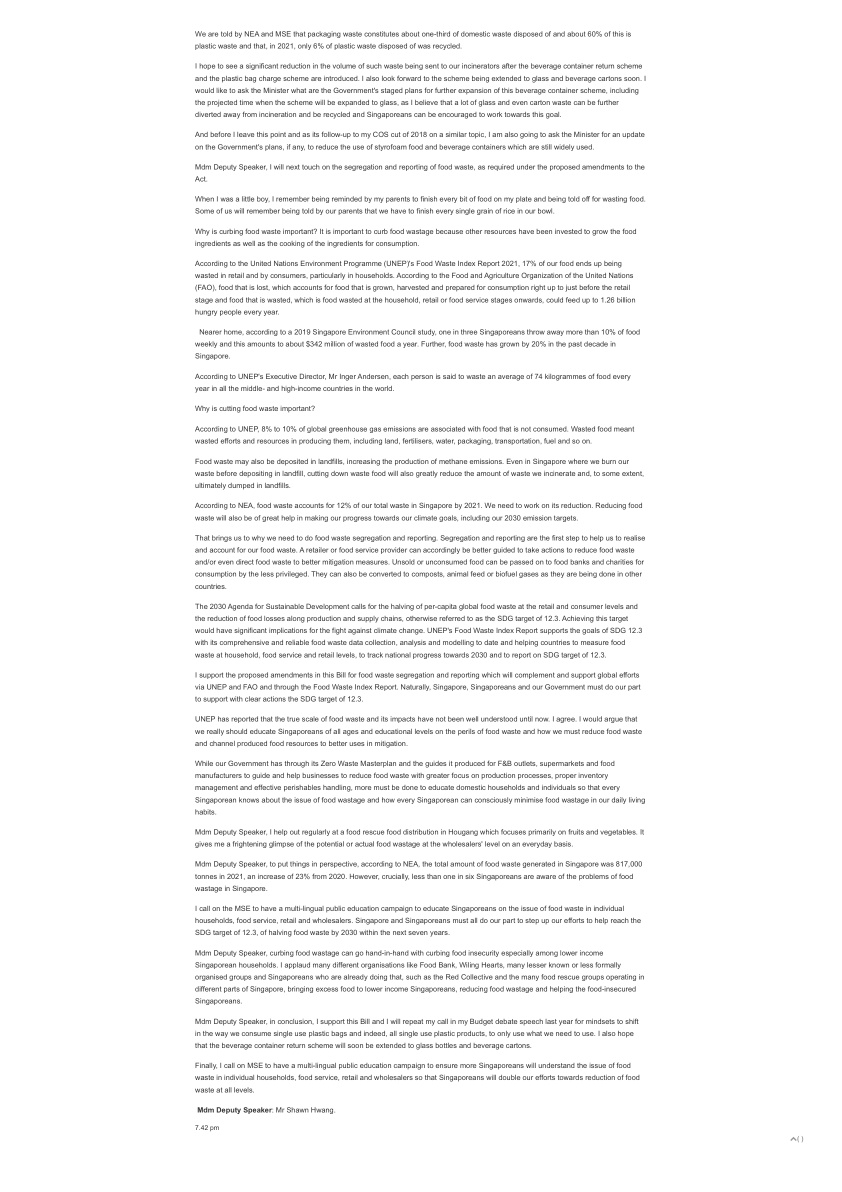 We are told by NEA and MSE that packaging waste constitutes about one-third of domestic waste disposed of and about 60% of this is
plastic waste and that, in 2021, only 6% of plastic waste disposed of was recycled.
I hope to see a significant reduction in the volume of such waste being sent to our incinerators after the beverage container return scheme
and the plastic bag charge scheme are introduced. I also look forward to the scheme being extended to glass and beverage cartons soon. I
would like to ask the Minister what are the Government's staged plans for further expansion of this beverage container scheme, including
the projected time when the scheme will be expanded to glass, as I believe that a lot of glass and even carton waste can be further
diverted away from incineration and be recycled and Singaporeans can be encouraged to work towards this goal.
And before I leave this point and as its follow-up to my COS cut of 2018 on a similar topic, I am also going to ask the Minister for an update
on the Government's plans, if any, to reduce the use of styrofoam food and beverage containers which are still widely used.
Mdm Deputy Speaker, I will next touch on the segregation and reporting of food waste, as required under the proposed amendments to the
Act.
When I was a little boy, I remember being reminded by my parents to finish every bit of food on my plate and being told off for wasting food.
Some of us will remember being told by our parents that we have to finish every single grain of rice in our bowl.
Why is curbing food waste important? It is important to curb food wastage because other resources have been invested to grow the food
ingredients as well as the cooking of the ingredients for consumption.
According to the United Nations Environment Programme (UNEP)'s Food Waste Index Report 2021, 17% of our food ends up being
wasted in retail and by consumers, particularly in households. According to the Food and Agriculture Organization of the United Nations
(FAO), food that is lost, which accounts for food that is grown, harvested and prepared for consumption right up to just before the retail
stage and food that is wasted, which is food wasted at the household, retail or food service stages onwards, could feed up to 1.26 billion
hungry people every year.
Nearer home, according to a 2019 Singapore Environment Council study, one in three Singaporeans throw away more than 10% of food
weekly and this amounts to about $342 million of wasted food a year. Further, food waste has grown by 20% in the past decade in
Singapore.
According to UNEP's Executive Director, Mr Inger Andersen, each person is said to waste an average of 74 kilogrammes of food every
year in all the middle- and high-income countries in the world.
Why is cutting food waste important?
According to UNEP, 8% to 10% of global greenhouse gas emissions are associated with food that is not consumed. Wasted food meant
wasted efforts and resources in producing them, including land, fertilisers, water, packaging, transportation, fuel and so on.
Food waste may also be deposited in landfills, increasing the production of methane emissions. Even in Singapore where we burn our
waste before depositing in landfill, cutting down waste food will also greatly reduce the amount of waste we incinerate and, to some extent,
ultimately dumped in landfills.
According to NEA, food waste accounts for 12% of our total waste in Singapore by 2021. We need to work on its reduction. Reducing food
waste will also be of great help in making our progress towards our climate goals, including our 2030 emission targets.
That brings us to why we need to do food waste segregation and reporting. Segregation and reporting are the first step to help us to realise
and account for our food waste. A retailer or food service provider can accordingly be better guided to take actions to reduce food waste
and/or even direct food waste to better mitigation measures. Unsold or unconsumed food can be passed on to food banks and charities for
consumption by the less privileged. They can also be converted to composts, animal feed or biofuel gases as they are being done in other
countries.
The 2030 Agenda for Sustainable Development calls for the halving of per-capita global food waste at the retail and consumer levels and
the reduction of food losses along production and supply chains, otherwise referred to as the SDG target of 12.3. Achieving this target
would have significant implications for the fight against climate change. UNEP's Food Waste Index Report supports the goals of SDG 12.3
with its comprehensive and reliable food waste data collection, analysis and modelling to date and helping countries to measure food
waste at household, food service and retail levels, to track national progress towards 2030 and to report on SDG target of 12.3.
I support the proposed amendments in this Bill for food waste segregation and reporting which will complement and support global efforts
via UNEP and FAO and through the Food Waste Index Report. Naturally, Singapore, Singaporeans and our Government must do our part
to support with clear actions the SDG target of 12.3.
UNEP has reported that the true scale of food waste and its impacts have not been well understood until now. I agree. I would argue that
we really should educate Singaporeans of all ages and educational levels on the perils of food waste and how we must reduce food waste
and channel produced food resources to better uses in mitigation.
While our Government has through its Zero Waste Masterplan and the guides it produced for F&B outlets, supermarkets and food
manufacturers to guide and help businesses to reduce food waste with greater focus on production processes, proper inventory
management and effective perishables handling, more must be done to educate domestic households and individuals so that every
Singaporean knows about the issue of food wastage and how every Singaporean can consciously minimise food wastage in our daily living
habits.
Mdm Deputy Speaker, I help out regularly at a food rescue food distribution in Hougang which focuses primarily on fruits and vegetables. It
gives me a frightening glimpse of the potential or actual food wastage at the wholesalers' level on an everyday basis.
Mdm Deputy Speaker, to put things in perspective, according to NEA, the total amount of food waste generated in Singapore was 817,000
tonnes in 2021, an increase of 23% from 2020. However, crucially, less than one in six Singaporeans are aware of the problems of food
wastage in Singapore.
I call on the MSE to have a multi-lingual public education campaign to educate Singaporeans on the issue of food waste in individual
households, food service, retail and wholesalers. Singapore and Singaporeans must all do our part to step up our efforts to help reach the
SDG target of 12.3, of halving food waste by 2030 within the next seven years.
Mdm Deputy Speaker, curbing food wastage can go hand-in-hand with curbing food insecurity especially among lower income
Singaporean households. I applaud many different organisations like Food Bank, Wiling Hearts, many lesser known or less formally
organised groups and Singaporeans who are already doing that, such as the Red Collective and the many food rescue groups operating in
different parts of Singapore, bringing excess food to lower income Singaporeans, reducing food wastage and helping the food-insecured
Singaporeans.
Mdm Deputy Speaker, in conclusion, I support this Bill and I will repeat my call in my Budget debate speech last year for mindsets to shift
in the way we consume single use plastic bags and indeed, all single use plastic products, to only use what we need to use. I also hope
that the beverage container return scheme will soon be extended to glass bottles and beverage cartons.
Finally, I call on MSE to have a multi-lingual public education campaign to ensure more Singaporeans will understand the issue of food
waste in individual households, food service, retail and wholesalers so that Singaporeans will double our efforts towards reduction of food
waste at all levels.
Mdm Deputy Speaker: Mr Shawn Hwang.
7.42 pm
^( )